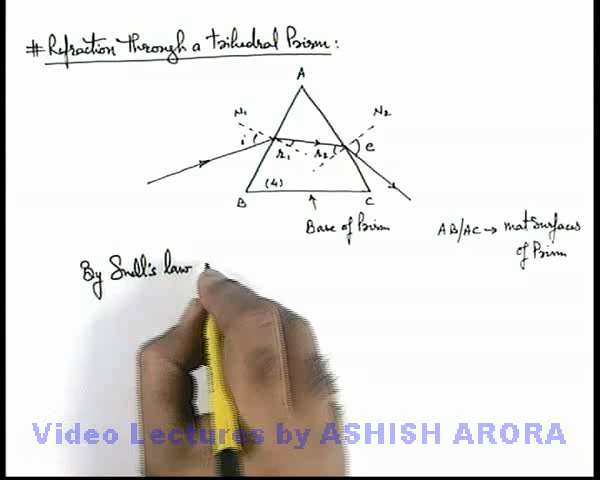 # Refraction Through a trihedral Prism:
A
N1
N2
i
r1
r2
e
(μ)
B
C
Base of Prism
AB/AC → mat surfaces
of Prism
By Snell's law
Video Lectures by ASHISH ARORA